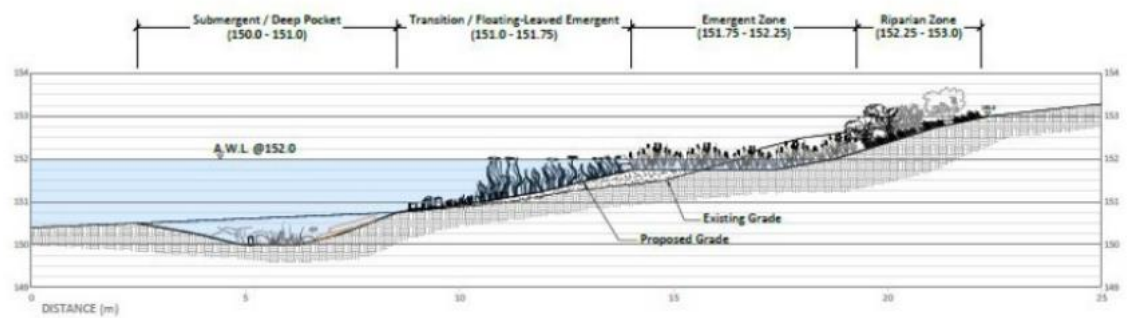 Submergent / Deep Pocket
(150.0 - 151.0)
Transition / Floating-Leaved Emergent
(151.0 - 151.75)
Emergent Zone
(151.75 - 152.25)
Riparian Zone
(152.25 - 153.0)
154
154
153
153
A.W.L. @152.0
152
152
151
151
Existing Grade
Proposed Grade
150
150
149
149
0
5
10
15
20
25
DISTANCE (m)